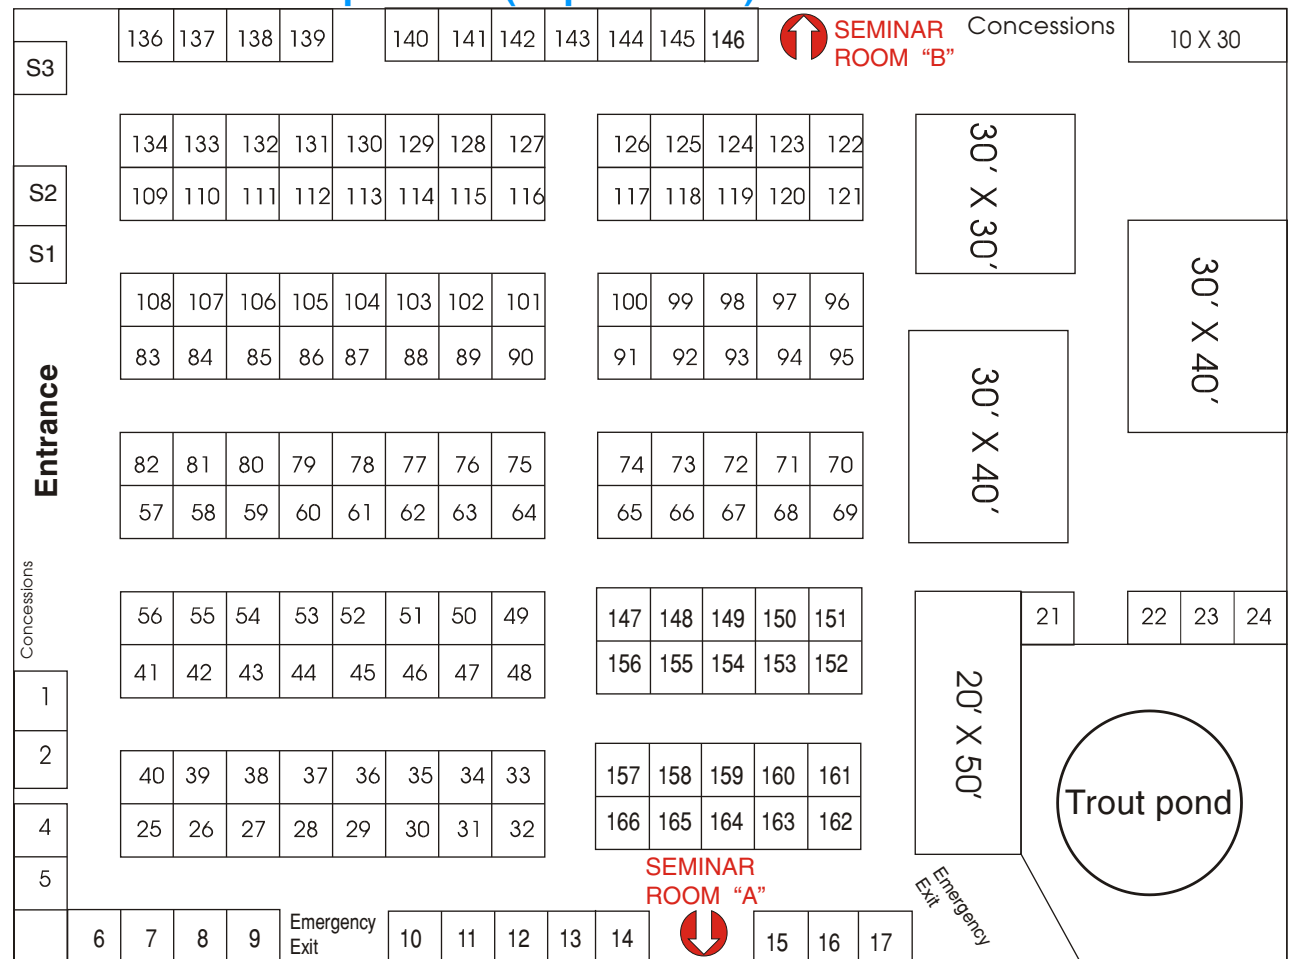 136 137 138 139 140 141 142 143 144 145 146
SEMINAR
ROOM “B”
Concessions
10 X 30
S3
134 133 132 131 130 129 128 127 126 125 124 123 122
109 110 111 112 113 114 115 116 117 118 119 120 121
30′ X 30′
S2
S1
30′ X 40′
108 107 106 105 104 103 102 101 100 99 98 97 96
83 84 85 86 87 88 89 90 91 92 93 94 95
30′ X 40′
Entrance
82 81 80 79 78 77 76 75 74 73 72 71 70
57 58 59 60 61 62 63 64 65 66 67 68 69
Concessions
56 55 54 53 52 51 50 49 147 148 149 150 151
21 22 23 24
41 42 43 44 45 46 47 48 156 155 154 153 152
20′ X 50′
1
2
40 39 38 37 36 35 34 33 157 158 159 160 161
Trout pond
4
25 26 27 28 29 30 31 32 166 165 164 163 162
5
SEMINAR
ROOM “A”
Emergency
Exit
6 7 8 9
Emergency
Exit
10 11 12 13 14 15 16 17